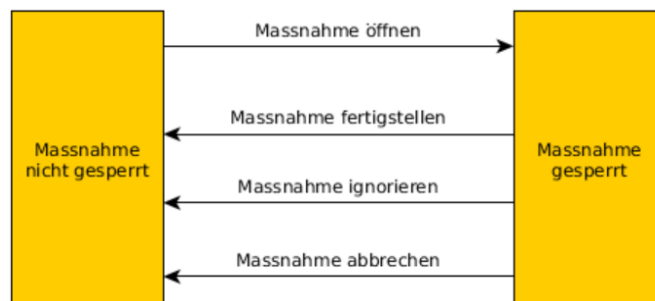 Massnahme öffnen
Massnahme fertigstellen
Massnahme
nicht gesperrt
Massnahme
gesperrt
Massnahme ignorieren
Massnahme abbrechen